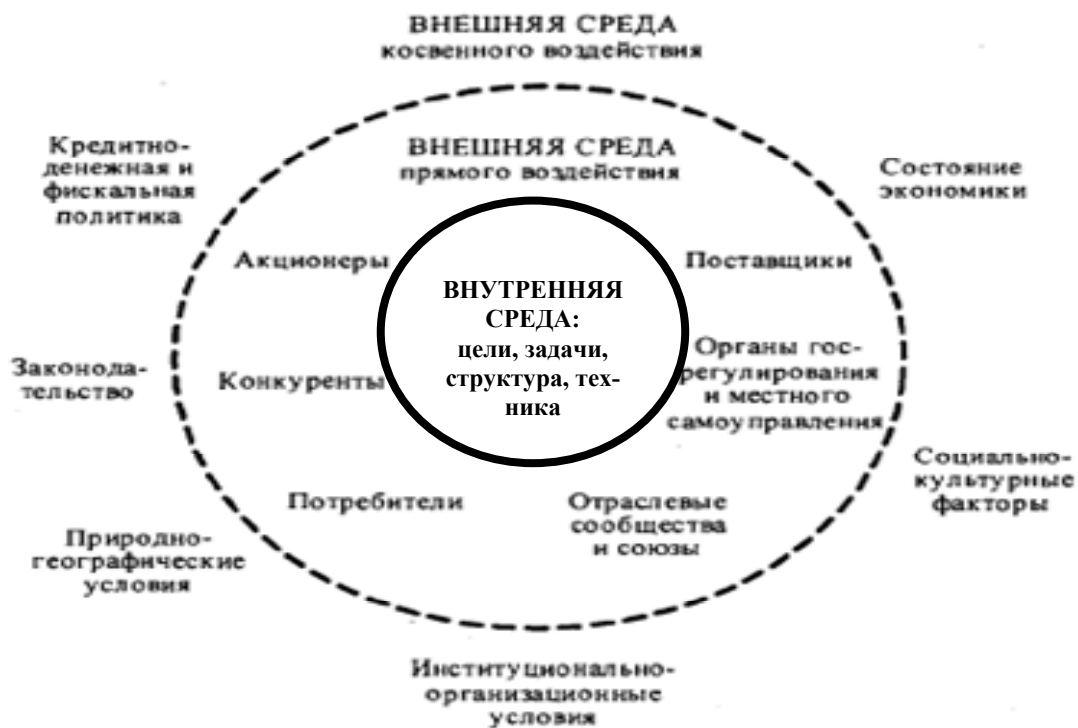 ВНЕШНЯЯ СРЕДА
косвенного воздействия
ВНЕШНЯЯ СРЕДА
прямого воздействия
Кредитно-
денежная и
фискальная
политика
Состояние
экономики
Акционеры
Поставщики
ВНУТРЕННЯЯ
СРЕДА:
цели, задачи,
структура, тех-
ника
Законода-
тельство
Конкуренты
Органы гос-
регулирования
и местного
самоуправления
Социально-
культурные
факторы
Потребители
Отраслевые
сообщества
и союзы
Природно-
географические
условия
Институционально-
организационные
условия